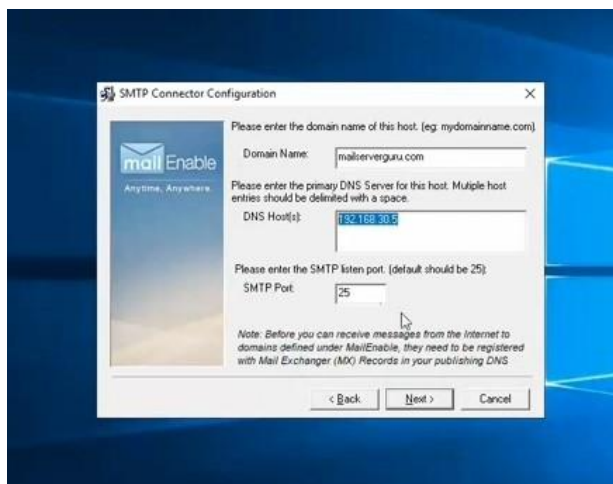 SMTP Connector Configuration
Please enter the domain name of this host. (eg: mydomainname.com)
mail Enable
Anytime, Anywhere.
Domain Name:
mailserverguru.com
Please enter the primary DNS Server for this host. Mutiple host
entries should be delimited with a space.
DNS Host(s):
192.168.30.5
Please enter the SMTP listen port. (default should be 25):
SMTP Port:
25
Note: Before you can receive messages from the Internet to
domains defined under MailEnable, they need to be registered
with Mail Exchanger (MX) Records in your publishing DNS
< Back
Next >
Cancel